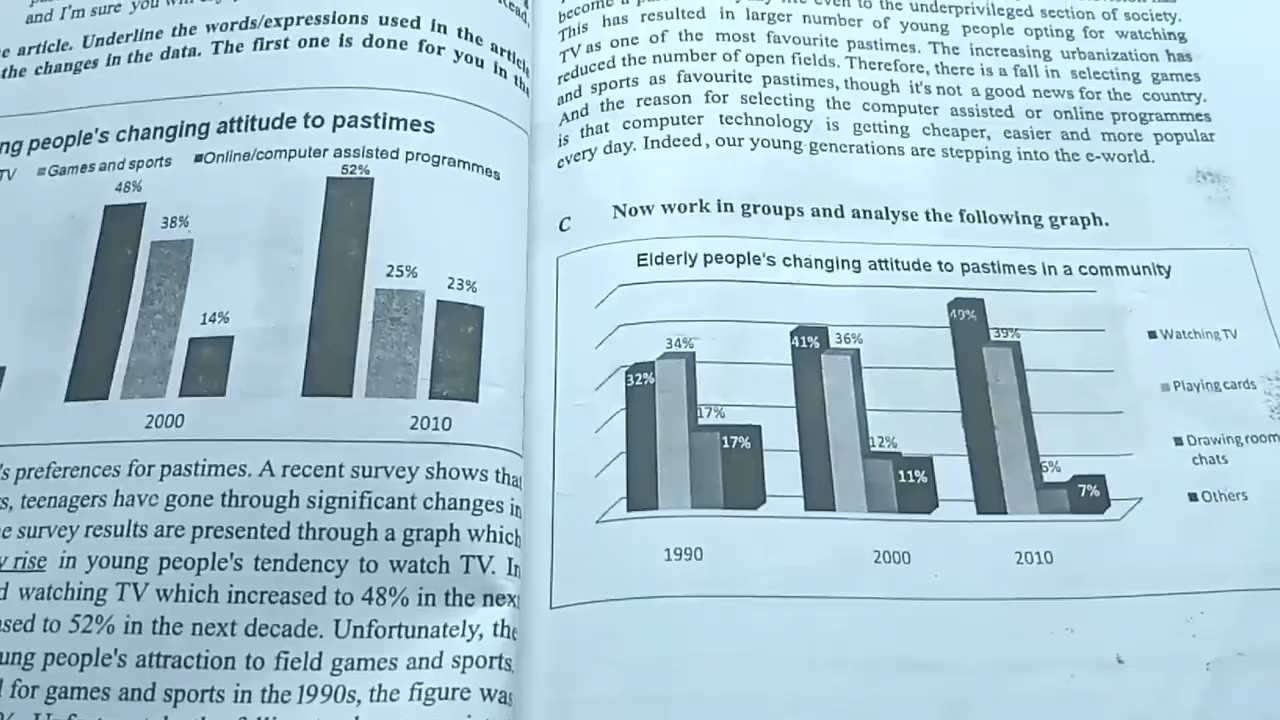 and I'm sure you
article. Underline the words/expressions used in the article
the changes in the data. The first one is done for you in the
people's changing attitude to pastimes
TV Games and sports Online/computer assisted programmes
48%
38%
14%
52%
25%
23%
2000 2010
's preferences for pastimes. A recent survey shows that
teenagers have gone through significant changes in
survey results are presented through a graph which
rise in young people's tendency to watch TV. In
watching TV which increased to 48% in the next
to 52% in the next decade. Unfortunately, the
people's attraction to field games and sports.
for games and sports in the 1990s, the figure was
become a
even to the underprivileged section of society.
This has resulted in larger number of young people opting for watching
TV as one of the most favourite pastimes. The increasing urbanization has
reduced the number of open fields. Therefore, there is a fall in selecting games
and sports as favourite pastimes, though it's not a good news for the country.
And the reason for selecting the computer assisted or online programmes
is that computer technology is getting cheaper, easier and more popular
every day. Indeed, our young generations are stepping into the e-world.
C Now work in groups and analyse the following graph.
Elderly people's changing attitude to pastimes in a community
32%
34%
17%
17%
41%
36%
12%
11%
49%
39%
6%
7%
1990 2000 2010
Watching TV
Playing cards
Drawing room
chats
Others